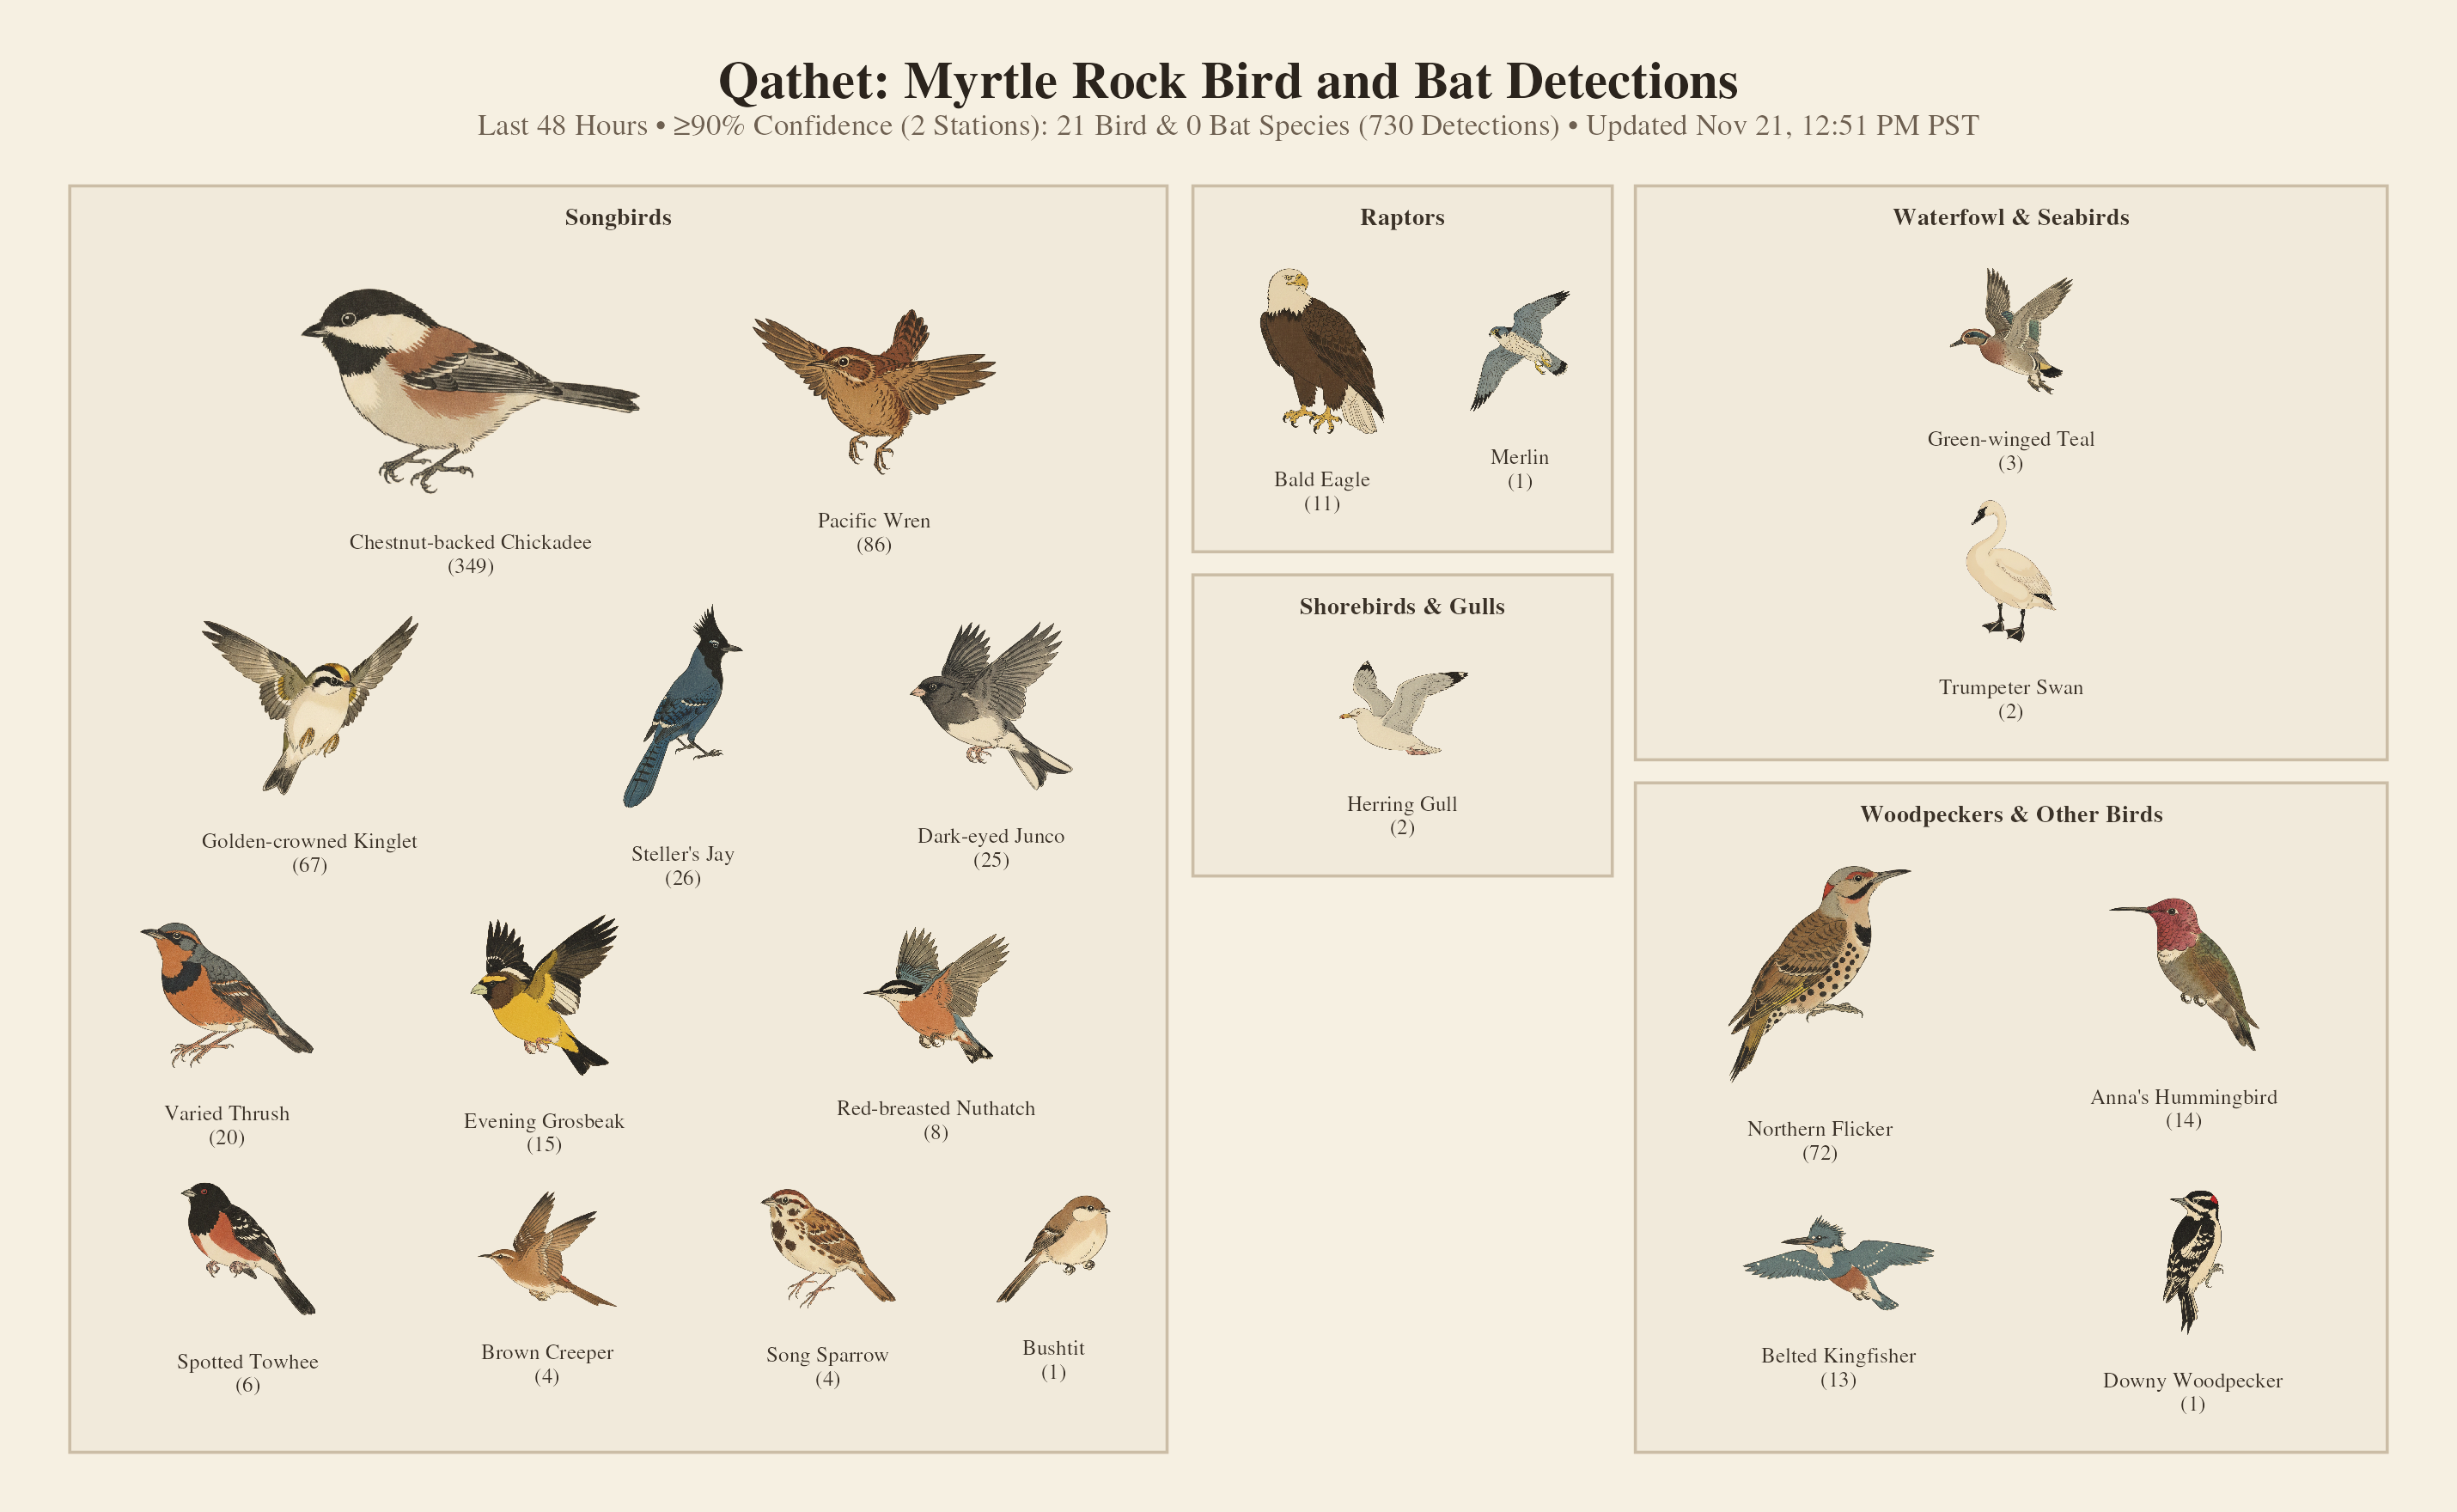 Qathet: Myrtle Rock Bird and Bat Detections
Last 48 Hours • ≥90% Confidence (2 Stations): 21 Bird & 0 Bat Species (730 Detections) • Updated Nov 21, 12:51 PM PST
Songbirds
Chestnut-backed Chickadee
(349)
Pacific Wren
(86)
Golden-crowned Kinglet
(67)
Steller's Jay
(26)
Dark-eyed Junco
(25)
Varied Thrush
(20)
Evening Grosbeak
(15)
Red-breasted Nuthatch
(8)
Spotted Towhee
(6)
Brown Creeper
(4)
Song Sparrow
(4)
Bushtit
(1)
Raptors
Bald Eagle
(11)
Merlin
(1)
Shorebirds & Gulls
Herring Gull
(2)
Waterfowl & Seabirds
Green-winged Teal
(3)
Trumpeter Swan
(2)
Woodpeckers & Other Birds
Northern Flicker
(72)
Anna's Hummingbird
(14)
Belted Kingfisher
(13)
Downy Woodpecker
(1)